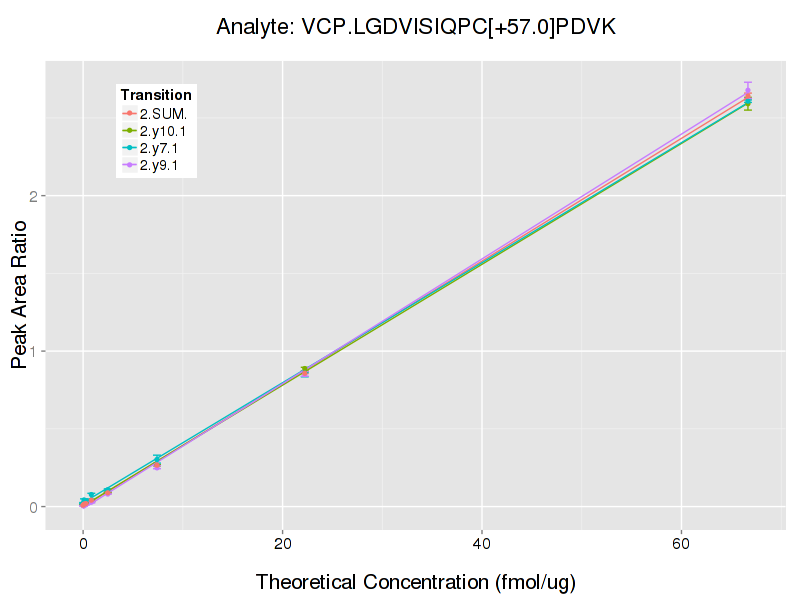 Analyte: VCP.LGDVISIQPC[+57.0]PDVK
Transition
2.SUM.
2.y10.1
2.y7.1
2.y9.1
Peak Area Ratio
2
1
0
0 20 40 60
Theoretical Concentration (fmol/ug)